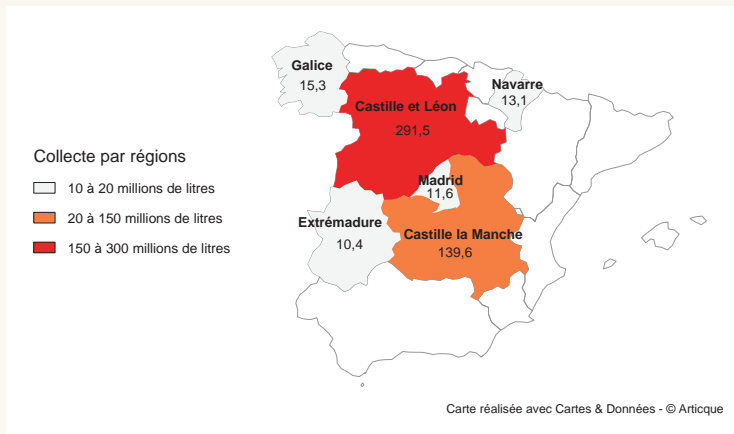 Galice
15,3
Navarre
13,1
Castille et Léon
291,5
Collecte par régions
10 à 20 millions de litres
20 à 150 millions de litres
150 à 300 millions de litres
Madrid
11,6
Extrémadure
10,4
Castille la Manche
139,6
Carte réalisée avec Cartes & Données - © Articque